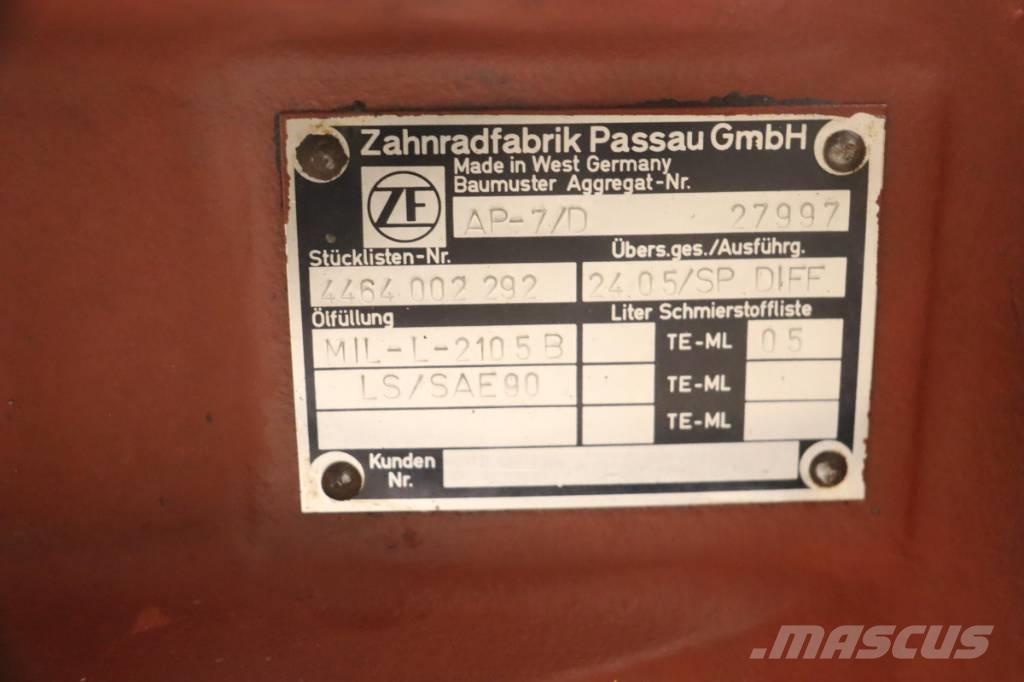 Zahnradfabrik Passau GmbH
Made in West Germany
Baumuster Aggregat-Nr.
ZF
AP-7/D 27997
Stücklisten-Nr. Übers.ges./Ausführg.
4464 002 292 24.05/SP.DIFF.
Ölfüllung Liter Schmierstoffliste
MIL-L-2105B TE-ML 05
LS/SAE90 TE-ML
TE-ML
Kunden
Nr.
.MASCUS